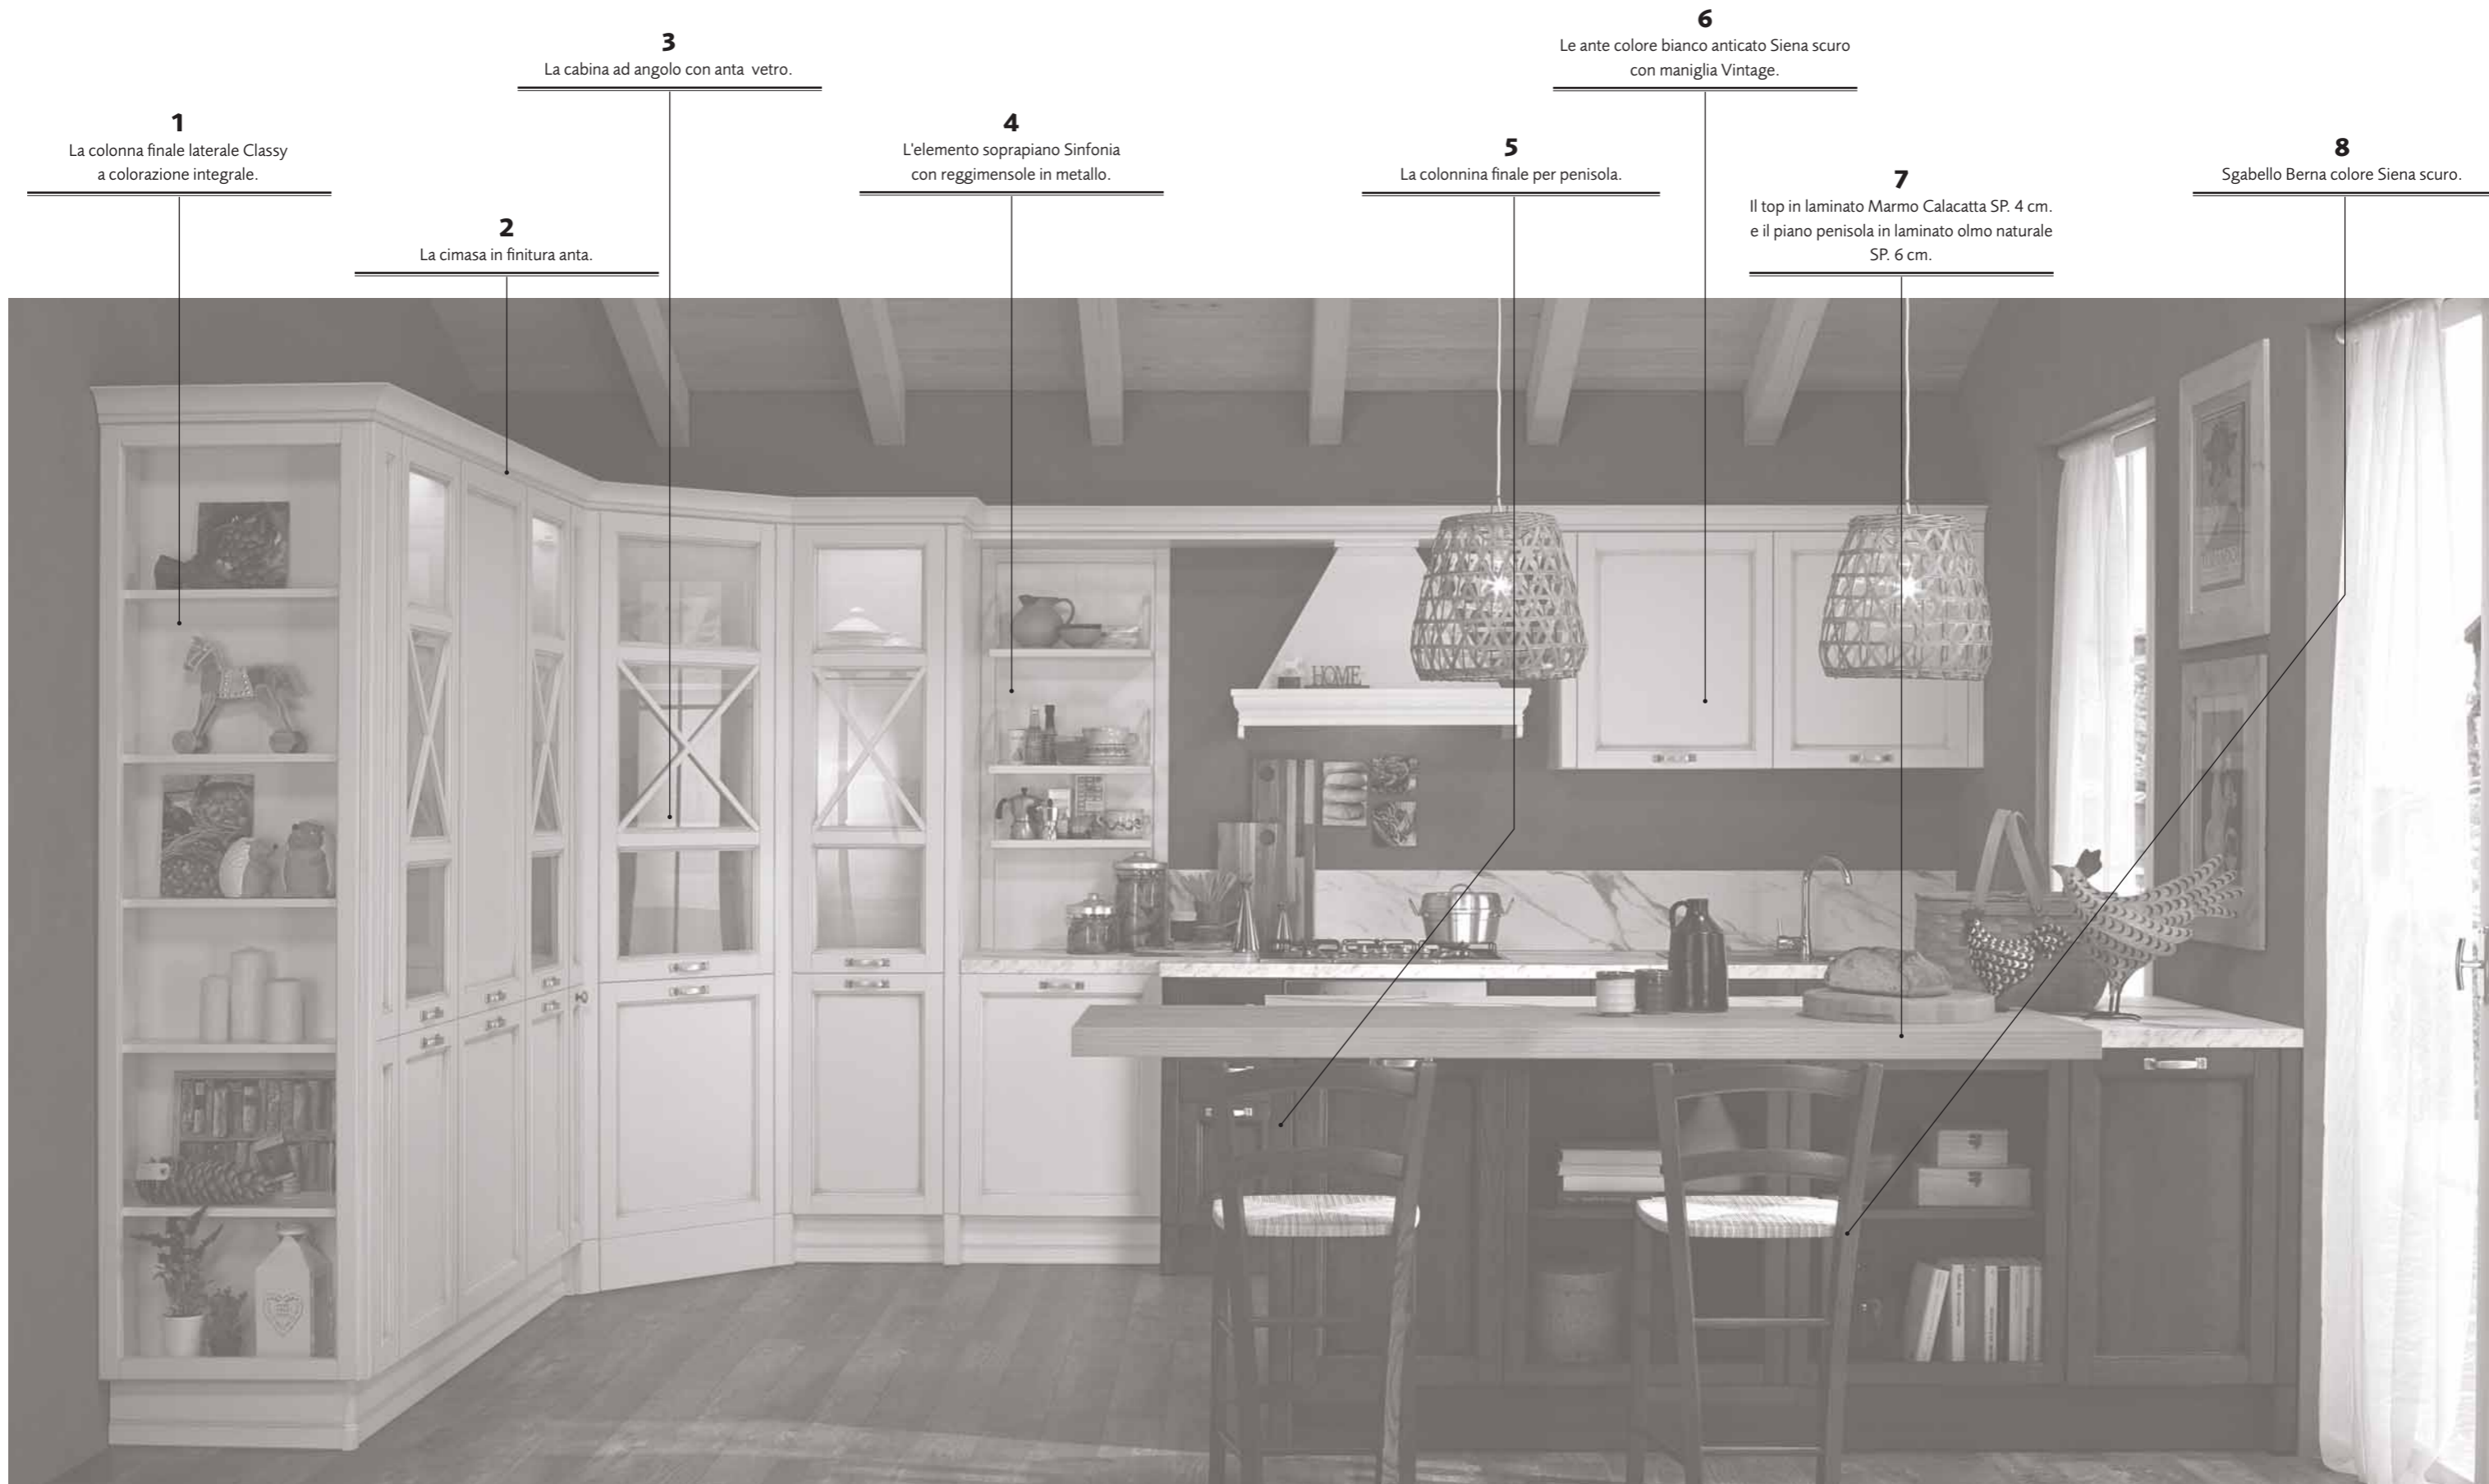 1
La colonna finale laterale Classy
a colorazione integrale.
2
La cimasa in finitura anta.
3
La cabina ad angolo con anta vetro.
4
L'elemento soprapiano Sinfonia
con reggimensole in metallo.
5
La colonnina finale per penisola.
6
Le ante colore bianco anticato Siena scuro
con maniglia Vintage.
7
Il top in laminato Marmo Calacatta SP. 4 cm.
e il piano penisola in laminato olmo naturale
SP. 6 cm.
8
Sgabello Berna colore Siena scuro.
HOME